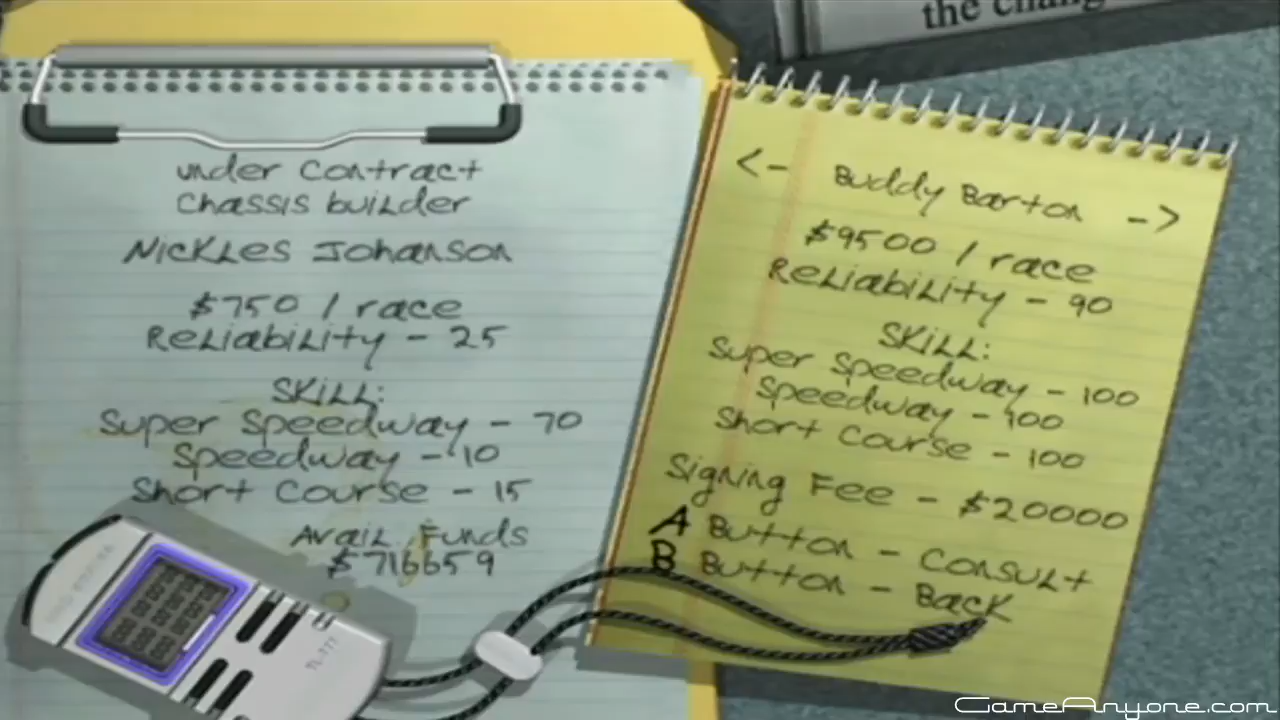 the chang
under Contract
Chassis builder
Nickles Johanson
$750 / race
Reliability - 25
Skill:
Super Speedway - 70
Speedway - 10
Short Course - 15
Avail. Funds
$716659
<- Buddy Barton ->
$9500 / race
Reliability - 90
Skill:
Super Speedway - 100
Speedway - 100
Short Course - 100
Signing Fee - $20000
A Button - Consult
B Button - Back
GameAnyone.com